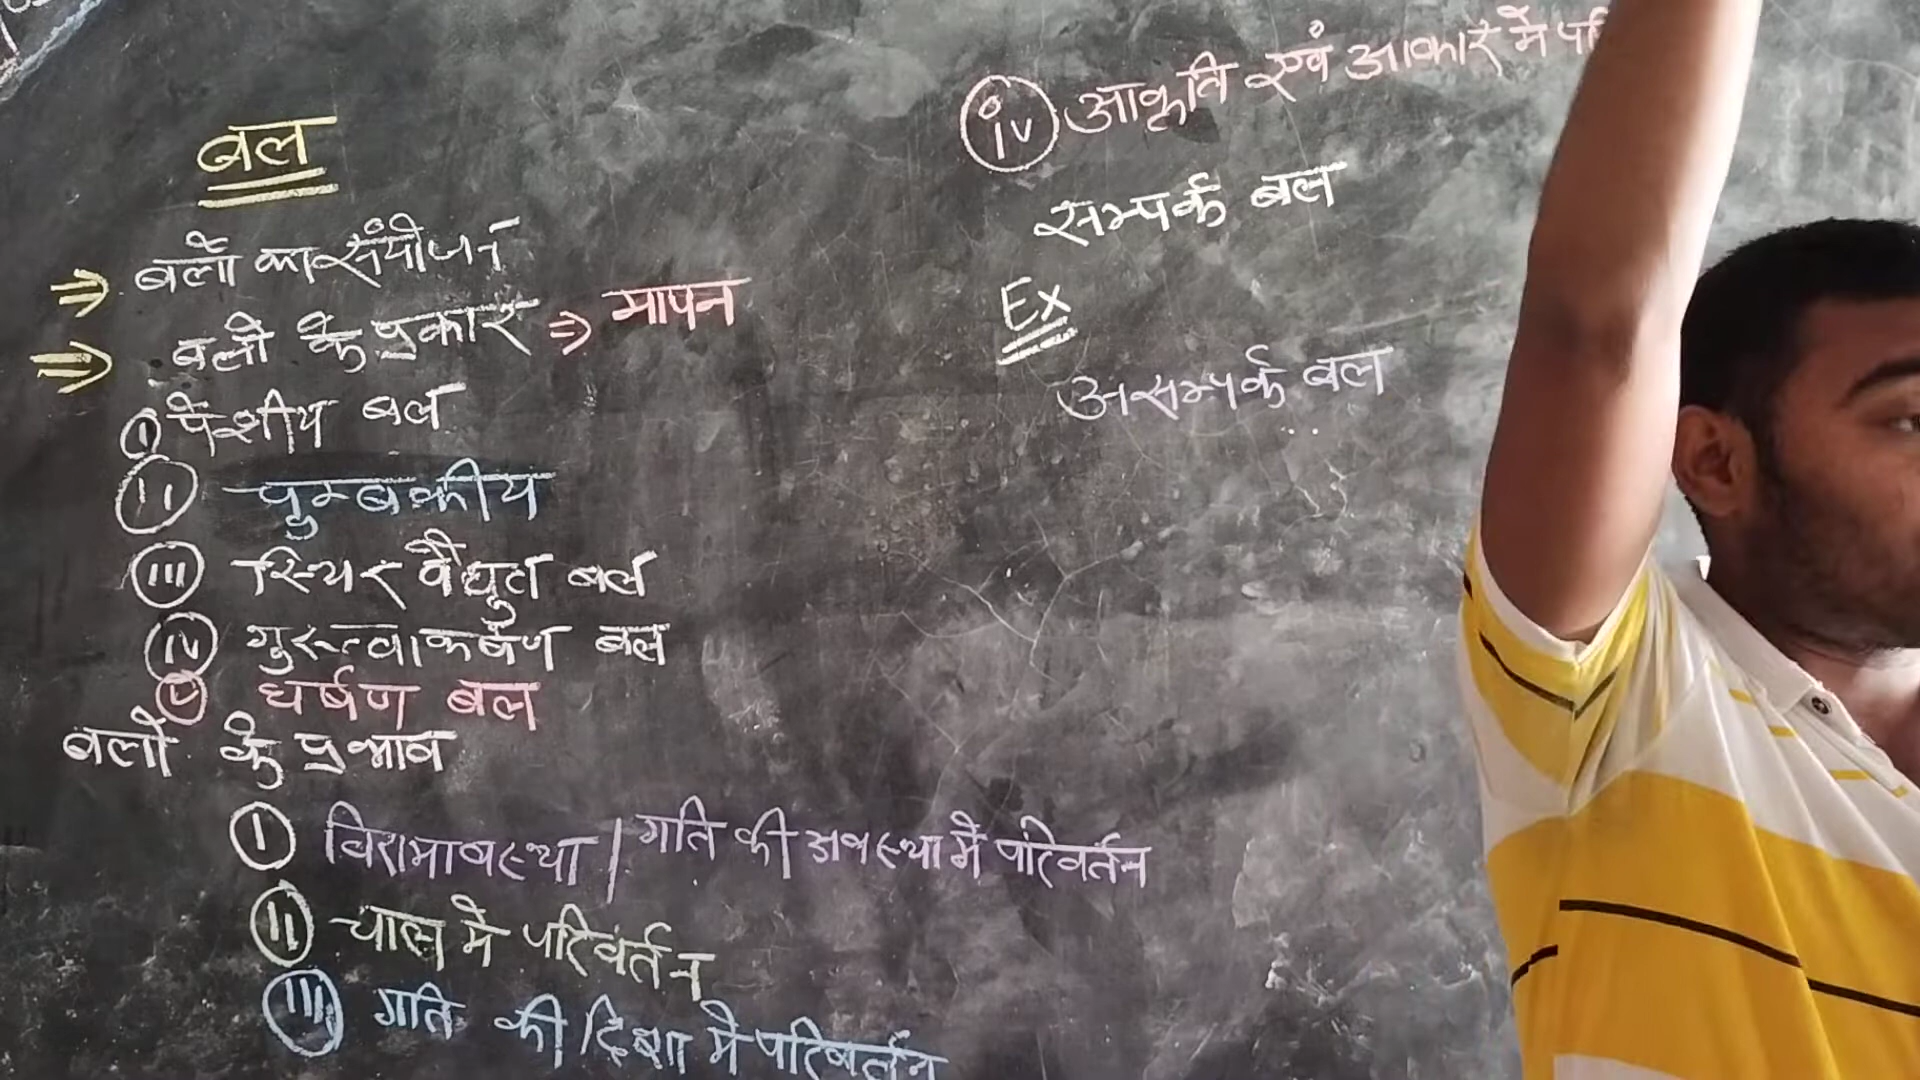 बल
⇒ बलों का संयोजन
⇒ बलों के प्रकार ⇒ मापन
(i) पेशीय बल
(ii) चुम्बकीय
(iii) स्थिर वैद्युत बल
(iv) गुरुत्वाकर्षण बल
(v) घर्षण बल
बलों के प्रभाव
(i) विरामावस्था / गति की अवस्था में परिवर्तन
(ii) चाल में परिवर्तन
(iii) गति की दिशा में परिवर्तन
(iv) आकृति एवं आकार में
सम्पर्क बल
Ex
असम्पर्क बल